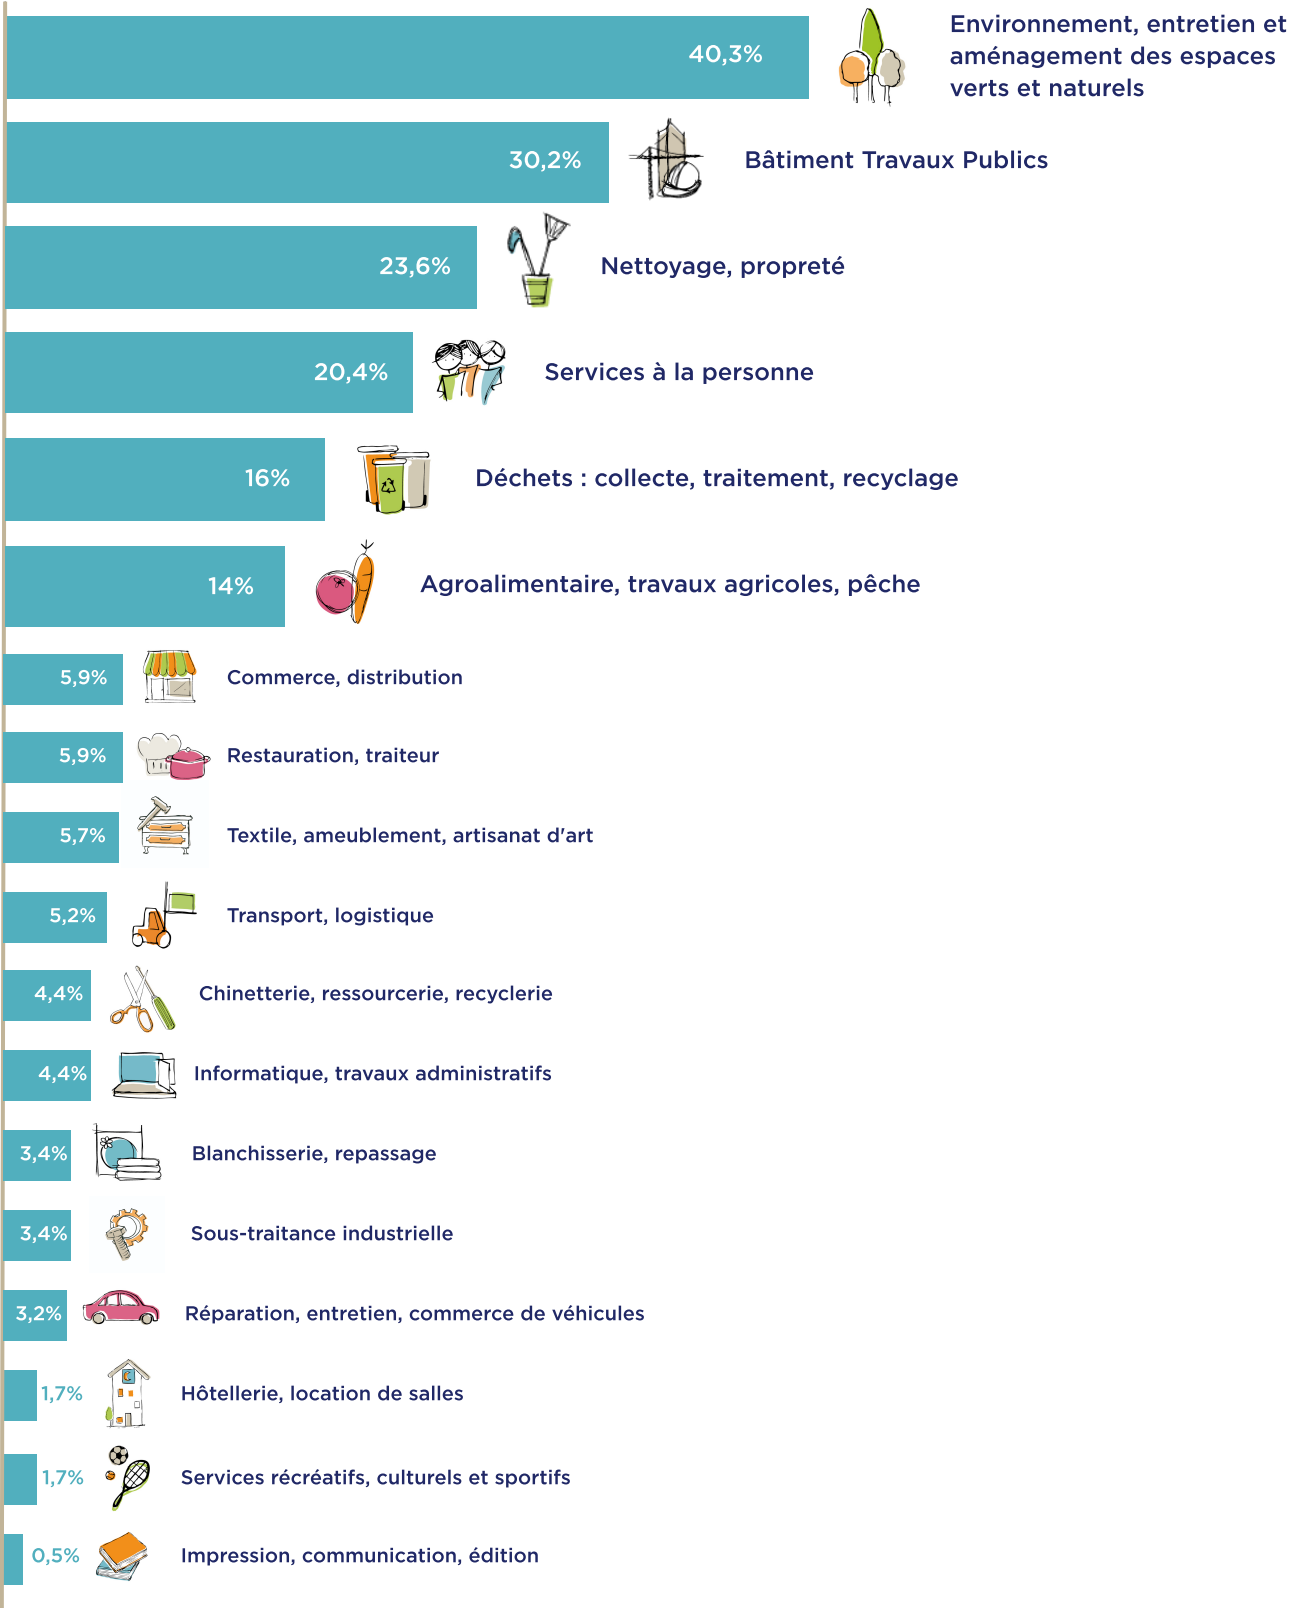 40,3%
Environnement, entretien et
aménagement des espaces
verts et naturels
30,2%
Bâtiment Travaux Publics
23,6%
Nettoyage, propreté
20,4%
Services à la personne
16%
Déchets : collecte, traitement, recyclage
14%
Agroalimentaire, travaux agricoles, pêche
5,9%
Commerce, distribution
5,9%
Restauration, traiteur
5,7%
Textile, ameublement, artisanat d'art
5,2%
Transport, logistique
4,4%
Chinetterie, ressourcerie, recyclerie
4,4%
Informatique, travaux administratifs
3,4%
Blanchisserie, repassage
3,4%
Sous-traitance industrielle
3,2%
Réparation, entretien, commerce de véhicules
1,7%
Hôtellerie, location de salles
1,7%
Services récréatifs, culturels et sportifs
0,5%
Impression, communication, édition